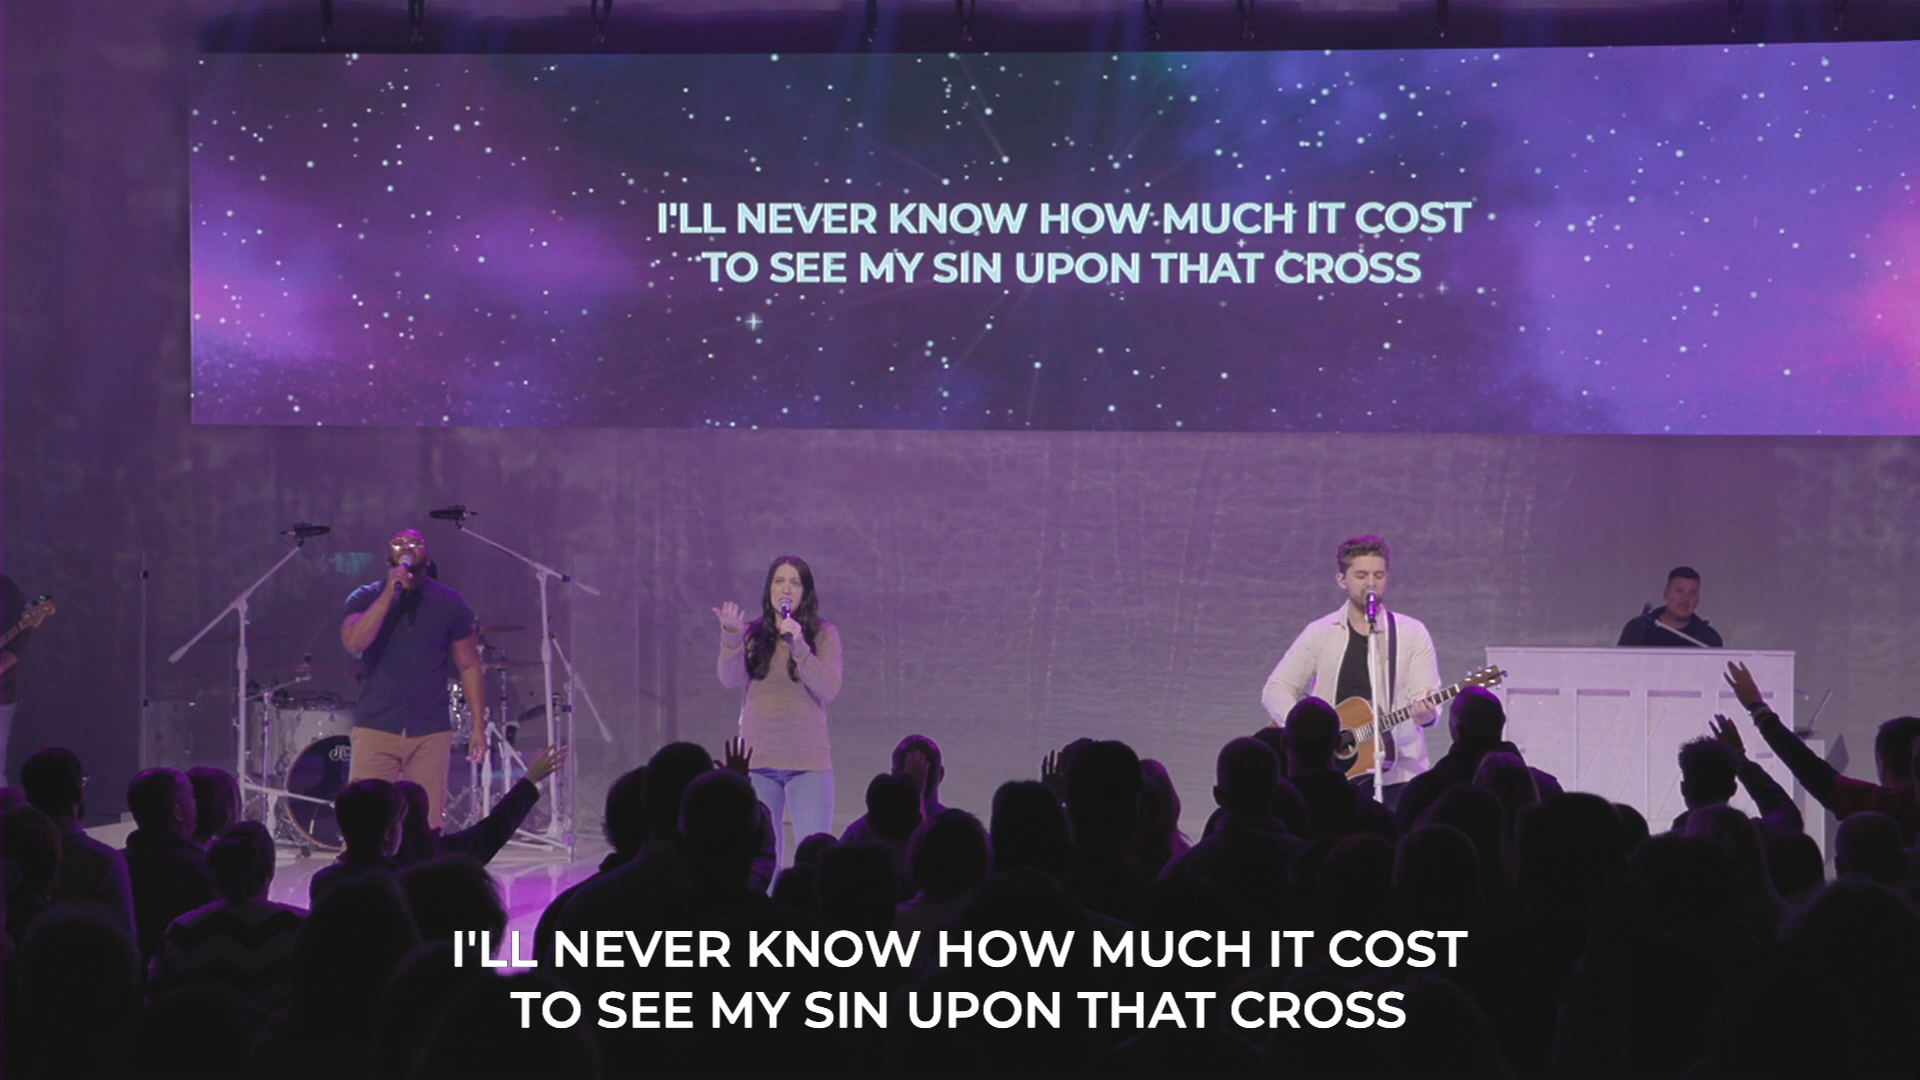 I'LL NEVER KNOW HOW MUCH IT COST
TO SEE MY SIN UPON THAT CROSS
I'LL NEVER KNOW HOW MUCH IT COST
TO SEE MY SIN UPON THAT CROSS